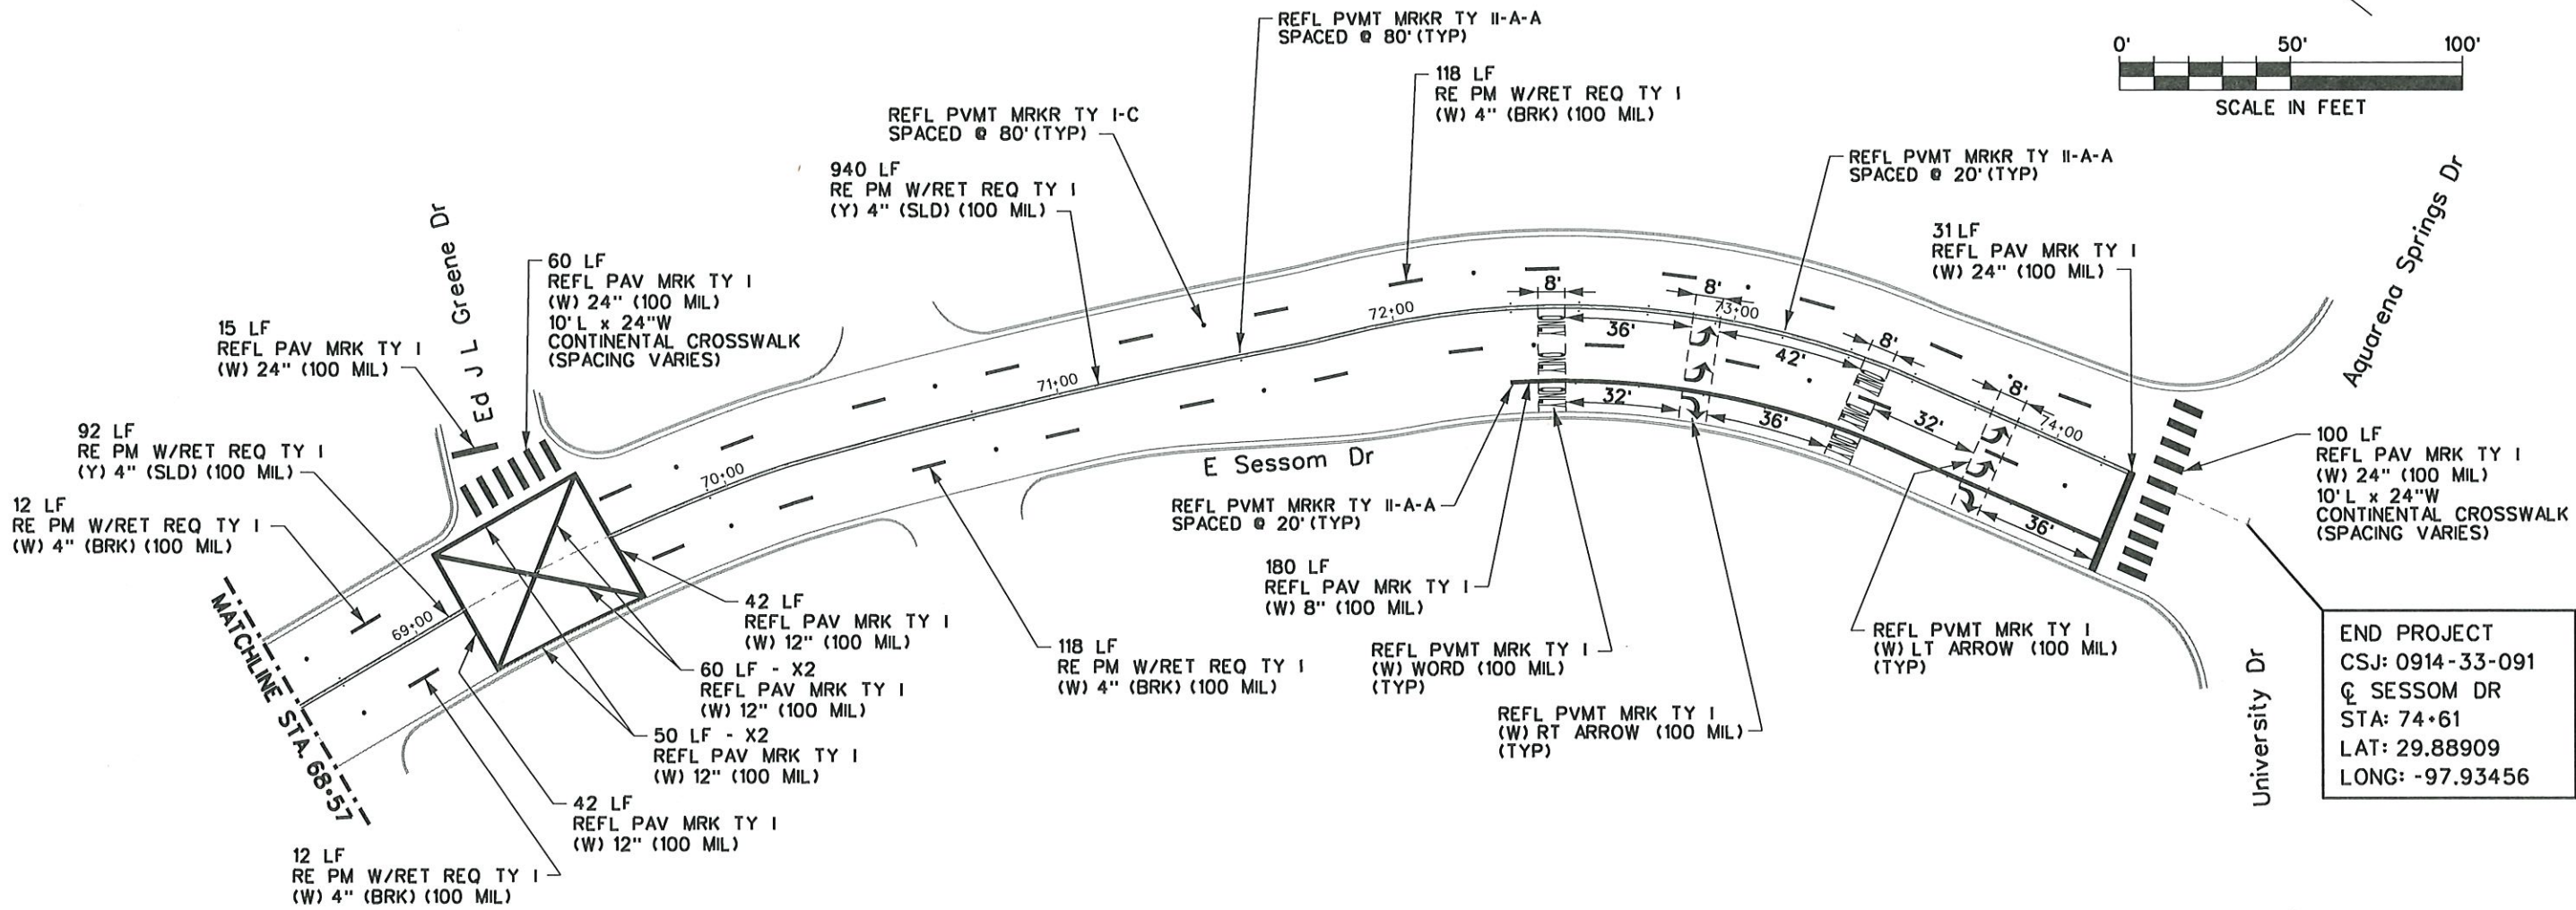 REFL PVMT MRKR TY II-A-A
SPACED @ 80' (TYP)
0' 50' 100'
SCALE IN FEET
118 LF
RE PM W/RET REQ TY I
(W) 4" (BRK) (100 MIL)
REFL PVMT MRKR TY I-C
SPACED @ 80' (TYP)
940 LF
RE PM W/RET REQ TY I
(Y) 4" (SLD) (100 MIL)
REFL PVMT MRKR TY II-A-A
SPACED @ 20' (TYP)
31 LF
REFL PAV MRK TY I
(W) 24" (100 MIL)
Aquarena Springs Dr
Ed J L Greene Dr
60 LF
REFL PAV MRK TY I
(W) 24" (100 MIL)
10' L x 24"W
CONTINENTAL CROSSWALK
(SPACING VARIES)
15 LF
REFL PAV MRK TY I
(W) 24" (100 MIL)
92 LF
RE PM W/RET REQ TY I
(Y) 4" (SLD) (100 MIL)
12 LF
RE PM W/RET REQ TY I
(W) 4" (BRK) (100 MIL)
MATCHLINE STA. 68+57
69+00
70+00
71+00
72+00
73+00
74+00
8'
8'
8'
8'
36'
42'
32'
32'
36'
36'
E Sessom Dr
REFL PVMT MRKR TY II-A-A
SPACED @ 20' (TYP)
180 LF
REFL PAV MRK TY I
(W) 8" (100 MIL)
REFL PVMT MRK TY I
(W) WORD (100 MIL)
(TYP)
REFL PVMT MRK TY I
(W) RT ARROW (100 MIL)
(TYP)
REFL PVMT MRK TY I
(W) LT ARROW (100 MIL)
(TYP)
100 LF
REFL PAV MRK TY I
(W) 24" (100 MIL)
10' L x 24"W
CONTINENTAL CROSSWALK
(SPACING VARIES)
42 LF
REFL PAV MRK TY I
(W) 12" (100 MIL)
60 LF - X2
REFL PAV MRK TY I
(W) 12" (100 MIL)
50 LF - X2
REFL PAV MRK TY I
(W) 12" (100 MIL)
42 LF
REFL PAV MRK TY I
(W) 12" (100 MIL)
12 LF
RE PM W/RET REQ TY I
(W) 4" (BRK) (100 MIL)
118 LF
RE PM W/RET REQ TY I
(W) 4" (BRK) (100 MIL)
University Dr
END PROJECT
CSJ: 0914-33-091
℄ SESSOM DR
STA: 74+61
LAT: 29.88909
LONG: -97.93456